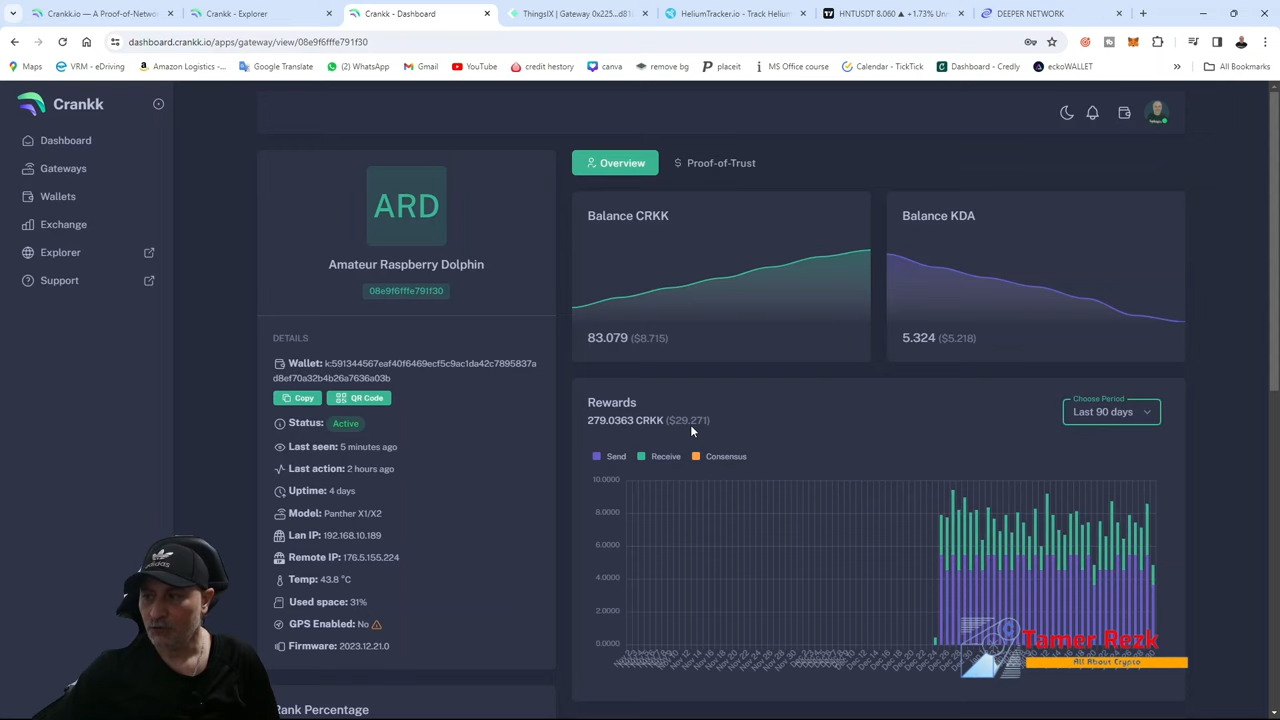 Crankk.io — A Proof-of-Netwo
Crankk - Explorer
Crankk - Dashboard
ThingsIX | Gateway 0x225...d81
HeliumTracker.io - Track Helium
HNTUSDT 8.060 ▲ +1.73% Un
DEEPER NETWORK
dashboard.crankk.io/apps/gateway/view/08e9f6fffe791f30
Maps
VRM - eDriving
Amazon Logistics -...
Google Translate
(2) WhatsApp
Gmail
YouTube
credit hestory
canva
remove bg
placeit
MS Office course
Calendar - TickTick
Dashboard - Credly
eckoWALLET
All Bookmarks
Crankk
Dashboard
Gateways
Wallets
Exchange
Explorer
Support
ARD
Amateur Raspberry Dolphin
08e9f6fffe791f30
DETAILS
Wallet: k:591344567eaf40f6469ecf5c9ac1da42c7895837a
d8ef70a32b4b26a7636a03b
Copy
QR Code
Status: Active
Last seen: 5 minutes ago
Last action: 2 hours ago
Uptime: 4 days
Model: Panther X1/X2
Lan IP: 192.168.10.189
Remote IP: 176.5.155.224
Temp: 43.8 °C
Used space: 31%
GPS Enabled: No
Firmware: 2023.12.21.0
Rank Percentage
Overview
Proof-of-Trust
Balance CRKK
83.079 ($8.715)
Balance KDA
5.324 ($5.218)
Rewards
279.0363 CRKK ($29.271)
Choose Period
Last 90 days
Send
Receive
Consensus
10.0000
8.0000
6.0000
4.0000
2.0000
0.0000
Tamer Rezk
All About Crypto
adidas